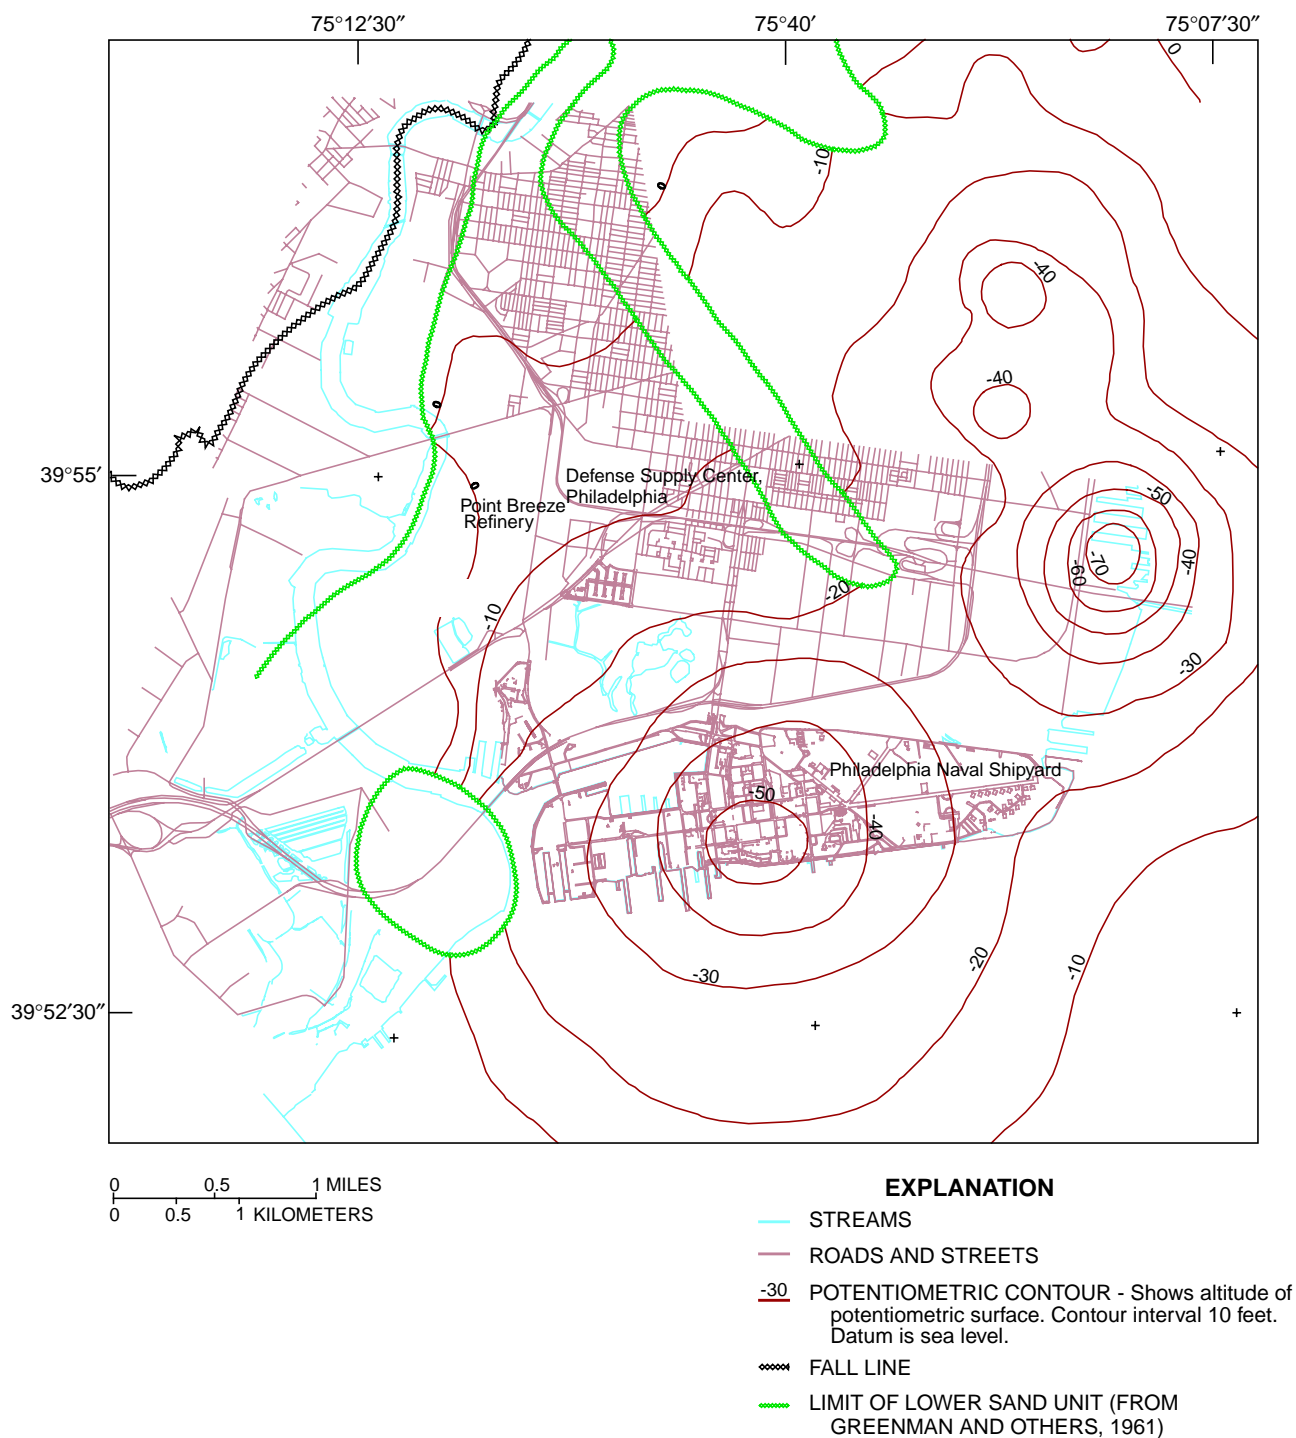 75°12′30″
75°40′
75°07′30″
0
-10
0
-40
-40
0
39°55′
0
Defense Supply Center,
Philadelphia
Point Breeze
Refinery
-50
-70
-60
-40
-20
-10
-30
Philadelphia Naval Shipyard
-50
-40
-30
-20
-10
39°52′30″
0 0.5 1 MILES
0 0.5 1 KILOMETERS
EXPLANATION
STREAMS
ROADS AND STREETS
-30 POTENTIOMETRIC CONTOUR - Shows altitude of
potentiometric surface. Contour interval 10 feet.
Datum is sea level.
FALL LINE
LIMIT OF LOWER SAND UNIT (FROM
GREENMAN AND OTHERS, 1961)